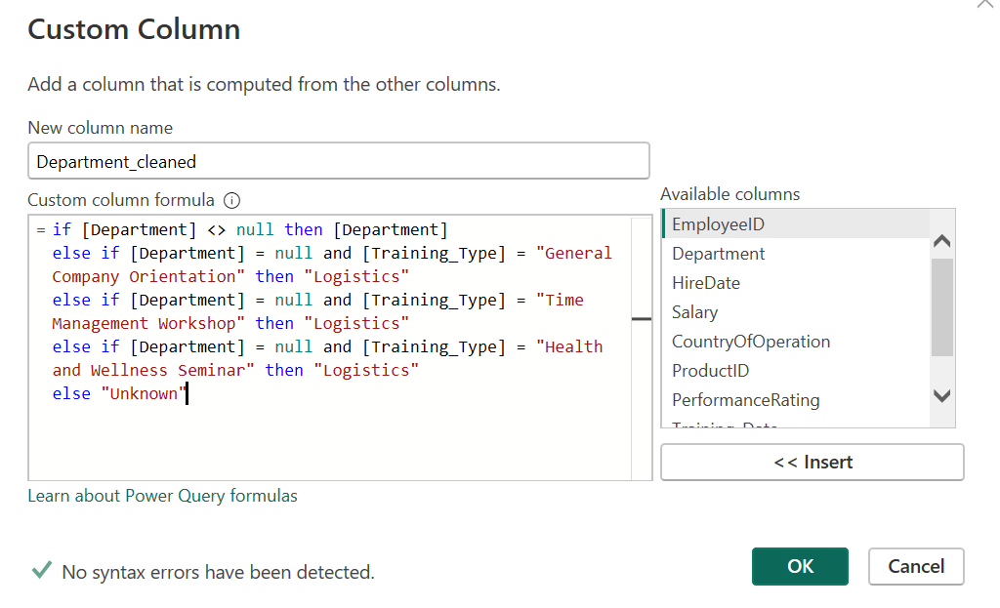 Custom Column
Add a column that is computed from the other columns.
New column name
Department_cleaned
Custom column formula
= if [Department] <> null then [Department]
else if [Department] = null and [Training_Type] = "General
Company Orientation" then "Logistics"
else if [Department] = null and [Training_Type] = "Time
Management Workshop" then "Logistics"
else if [Department] = null and [Training_Type] = "Health
and Wellness Seminar" then "Logistics"
else "Unknown"
Available columns
EmployeeID
Department
HireDate
Salary
CountryOfOperation
ProductID
PerformanceRating
Training_Date
<< Insert
Learn about Power Query formulas
No syntax errors have been detected.
OK
Cancel